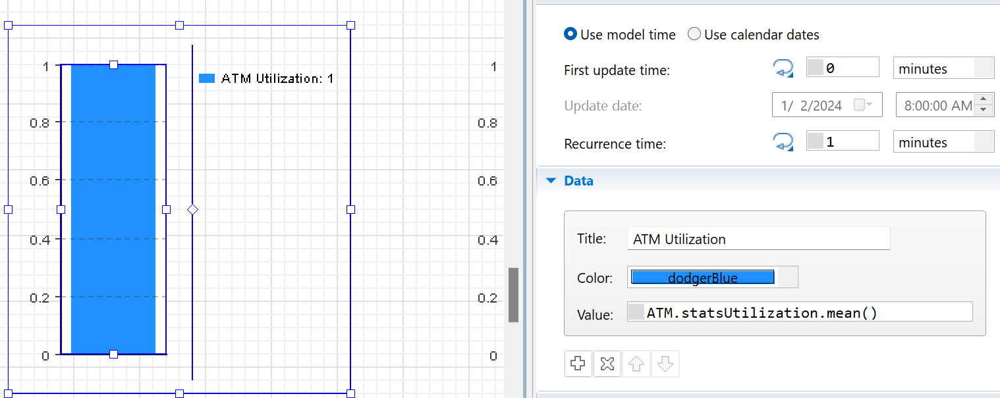 1
ATM Utilization: 1
0.8
0.6
0.4
0.2
0
1
0.8
0.6
0.4
0.2
0
Use model time Use calendar dates
First update time: 0 minutes
Update date: 1/ 2/2024 8:00:00 AM
Recurrence time: 1 minutes
Data
Title: ATM Utilization
Color: dodgerBlue
Value: ATM.statsUtilization.mean()